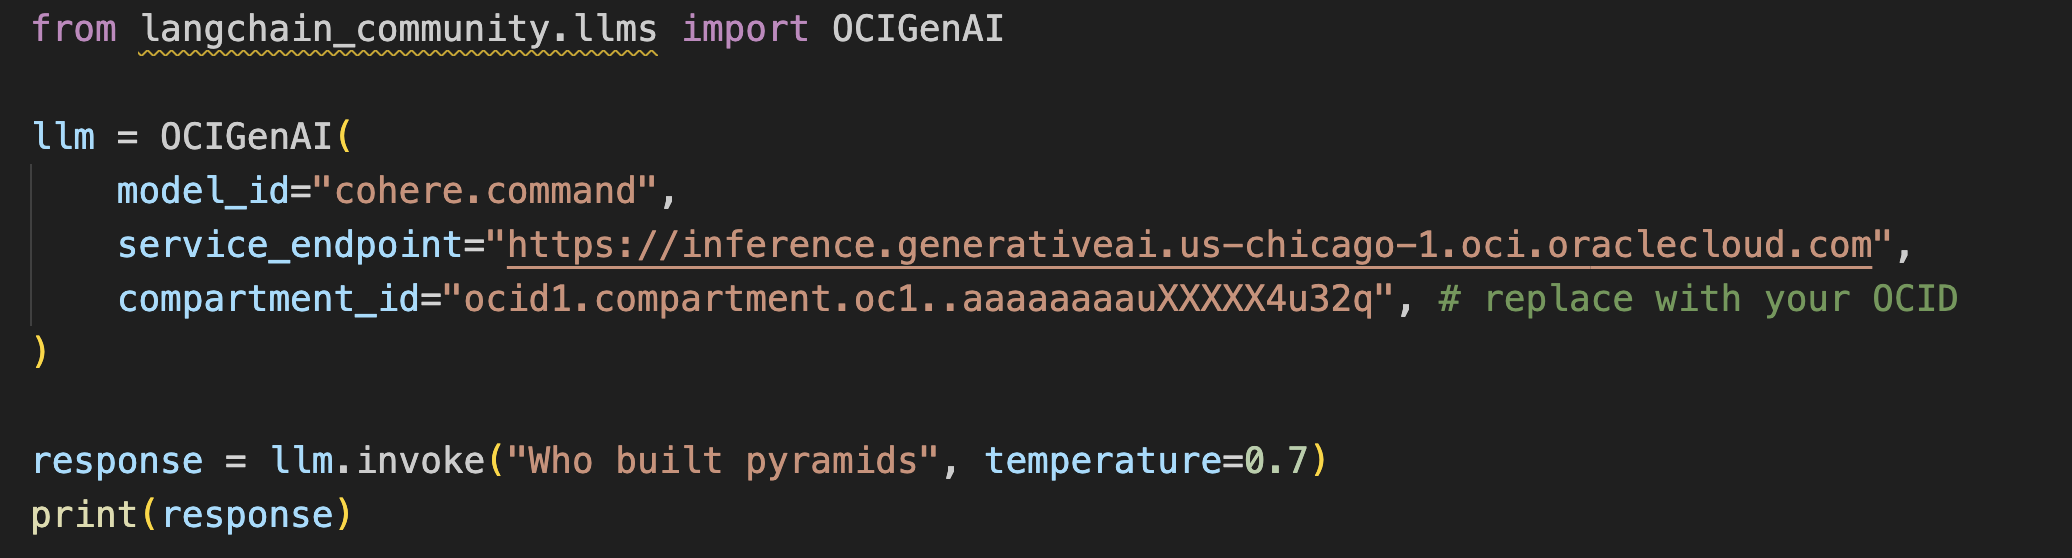 from langchain_community.llms import OCIGenAI
llm = OCIGenAI(
model_id="cohere.command",
service_endpoint="https://inference.generativeai.us-chicago-1.oci.oraclecloud.com",
compartment_id="ocid1.compartment.oc1..aaaaaaaauXXXXX4u32q", # replace with your OCID
)
response = llm.invoke("Who built pyramids", temperature=0.7)
print(response)